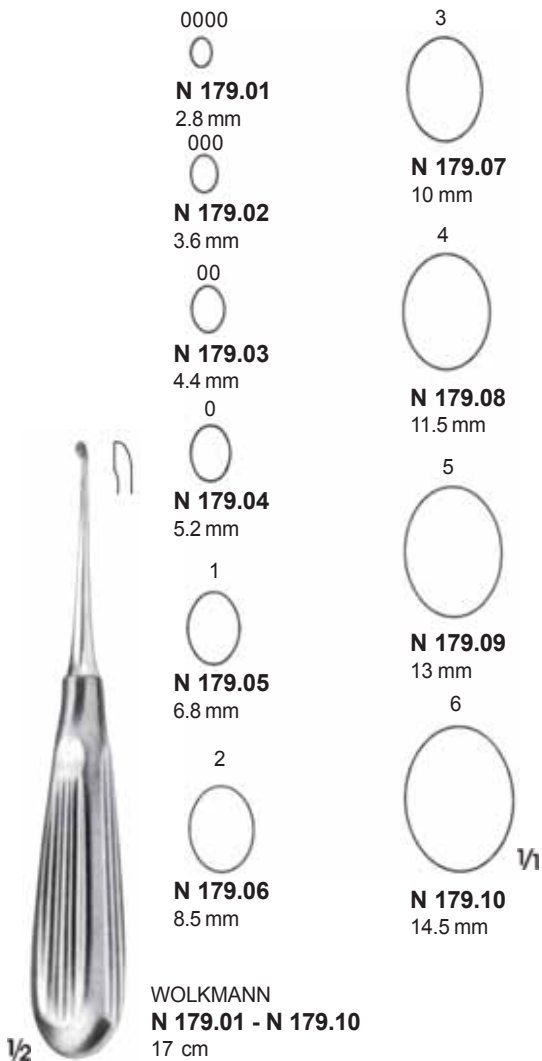 0000
N 179.01
2.8 mm
000
N 179.02
3.6 mm
00
N 179.03
4.4 mm
0
N 179.04
5.2 mm
1
N 179.05
6.8 mm
2
N 179.06
8.5 mm
3
N 179.07
10 mm
4
N 179.08
11.5 mm
5
N 179.09
13 mm
6
N 179.10
14.5 mm
1/1
1/2
WOLKMANN
N 179.01 - N 179.10
17 cm